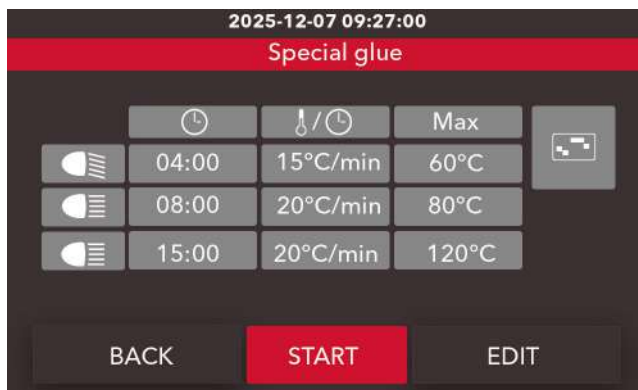 2025-12-07 09:27:00
Special glue
/ Max
04:00 15°C/min 60°C
08:00 20°C/min 80°C
15:00 20°C/min 120°C
BACK START EDIT